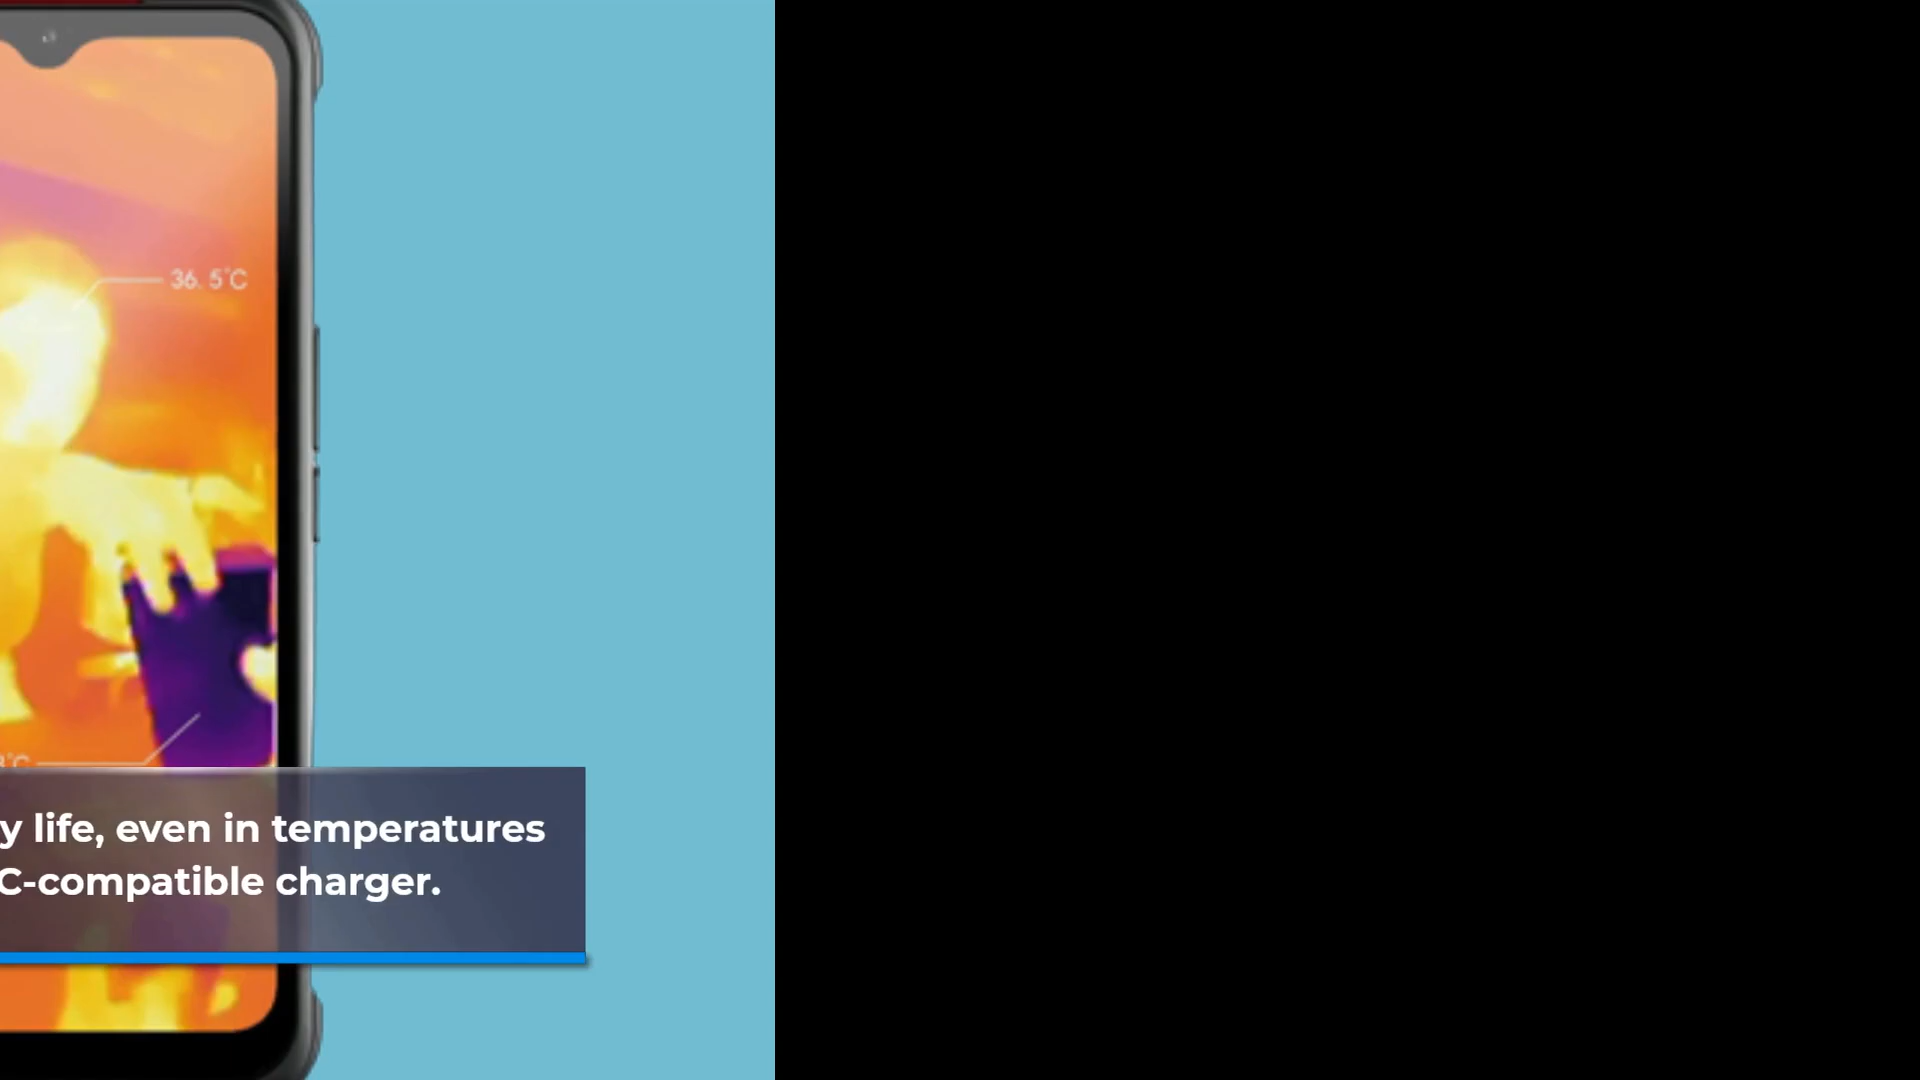 36.5°C
life, even in temperatures
C-compatible charger.